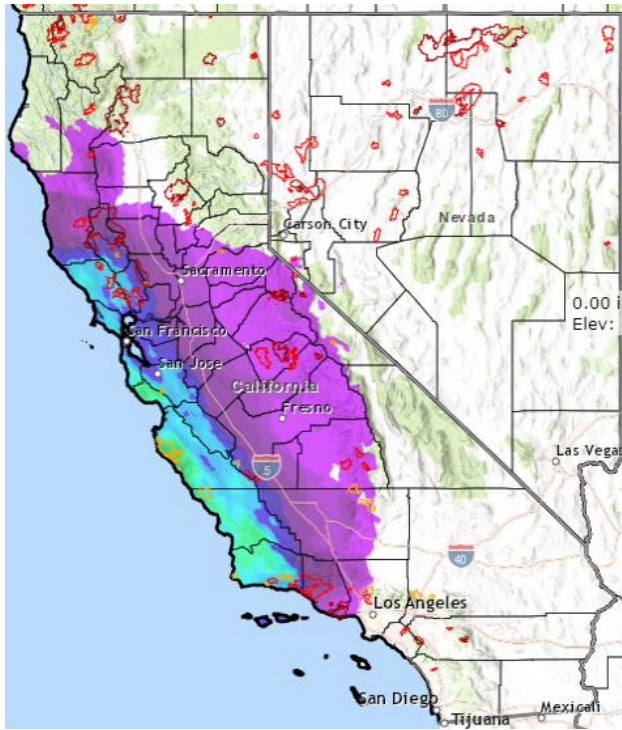 80
Carson City
Nevada
Sacramento
0.00 i
Elev:
San Francisco
San Jose
California
Fresno
5
Las Vegas
40
Los Angeles
San Diego
Tijuana
Mexicali